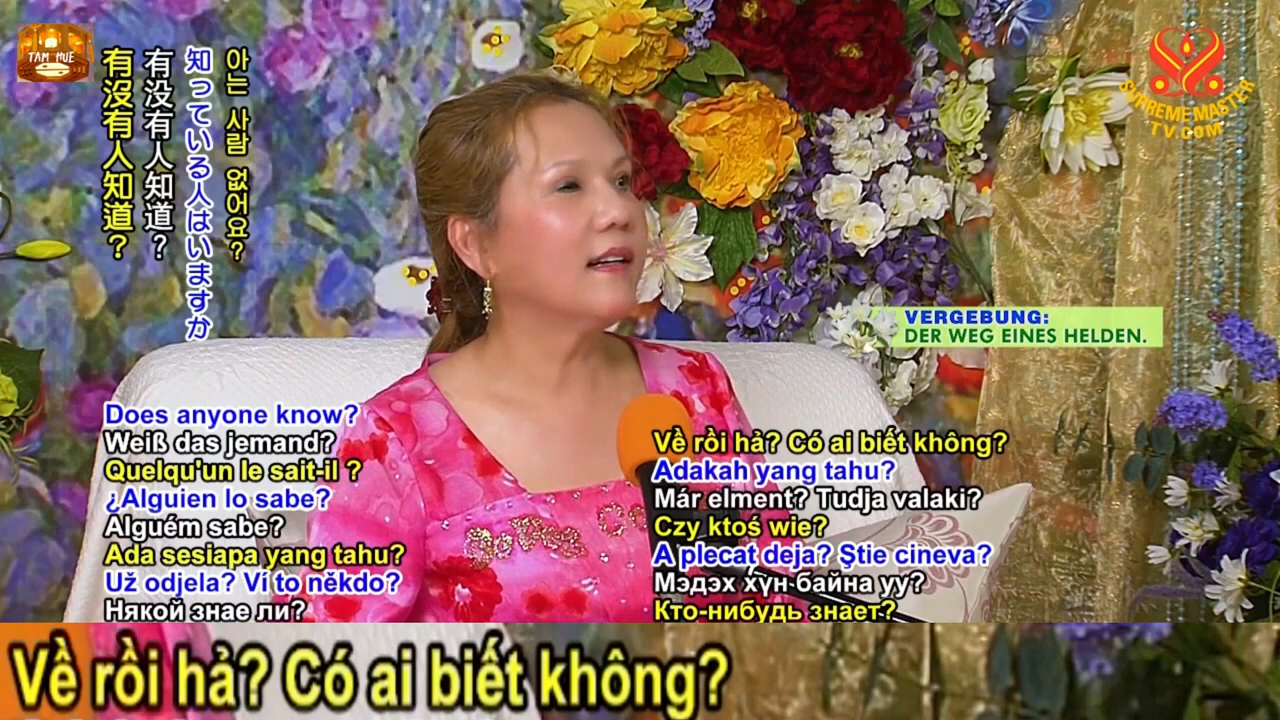 TAM HUE
아는 사람 없어요?
知っている人はいますか
有没有人知道？
有沒有人知道？
SUPREME MASTER
TV.COM
VERGEBUNG:
DER WEG EINES HELDEN.
Does anyone know?
Weiß das jemand?
Quelqu'un le sait-il ?
¿Alguien lo sabe?
Alguém sabe?
Ada sesiapa yang tahu?
Už odjela? Ví to někdo?
Някой знае ли?
Về rồi hả? Có ai biết không?
Adakah yang tahu?
Már elment? Tudja valaki?
Czy ktoś wie?
A plecat deja? Ştie cineva?
Мэдэх хүн байна уу?
Кто-нибудь знает?
Về rồi hả? Có ai biết không?